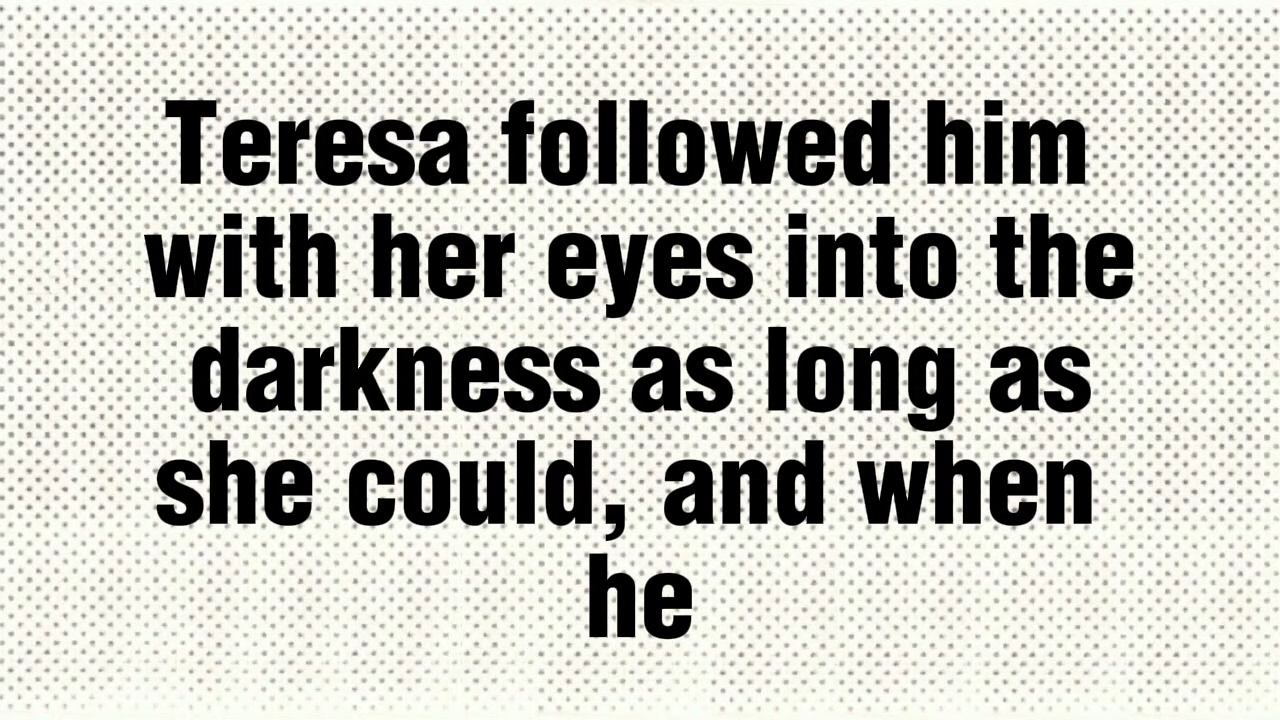 Teresa followed him
with her eyes into the
darkness as long as
she could, and when
he